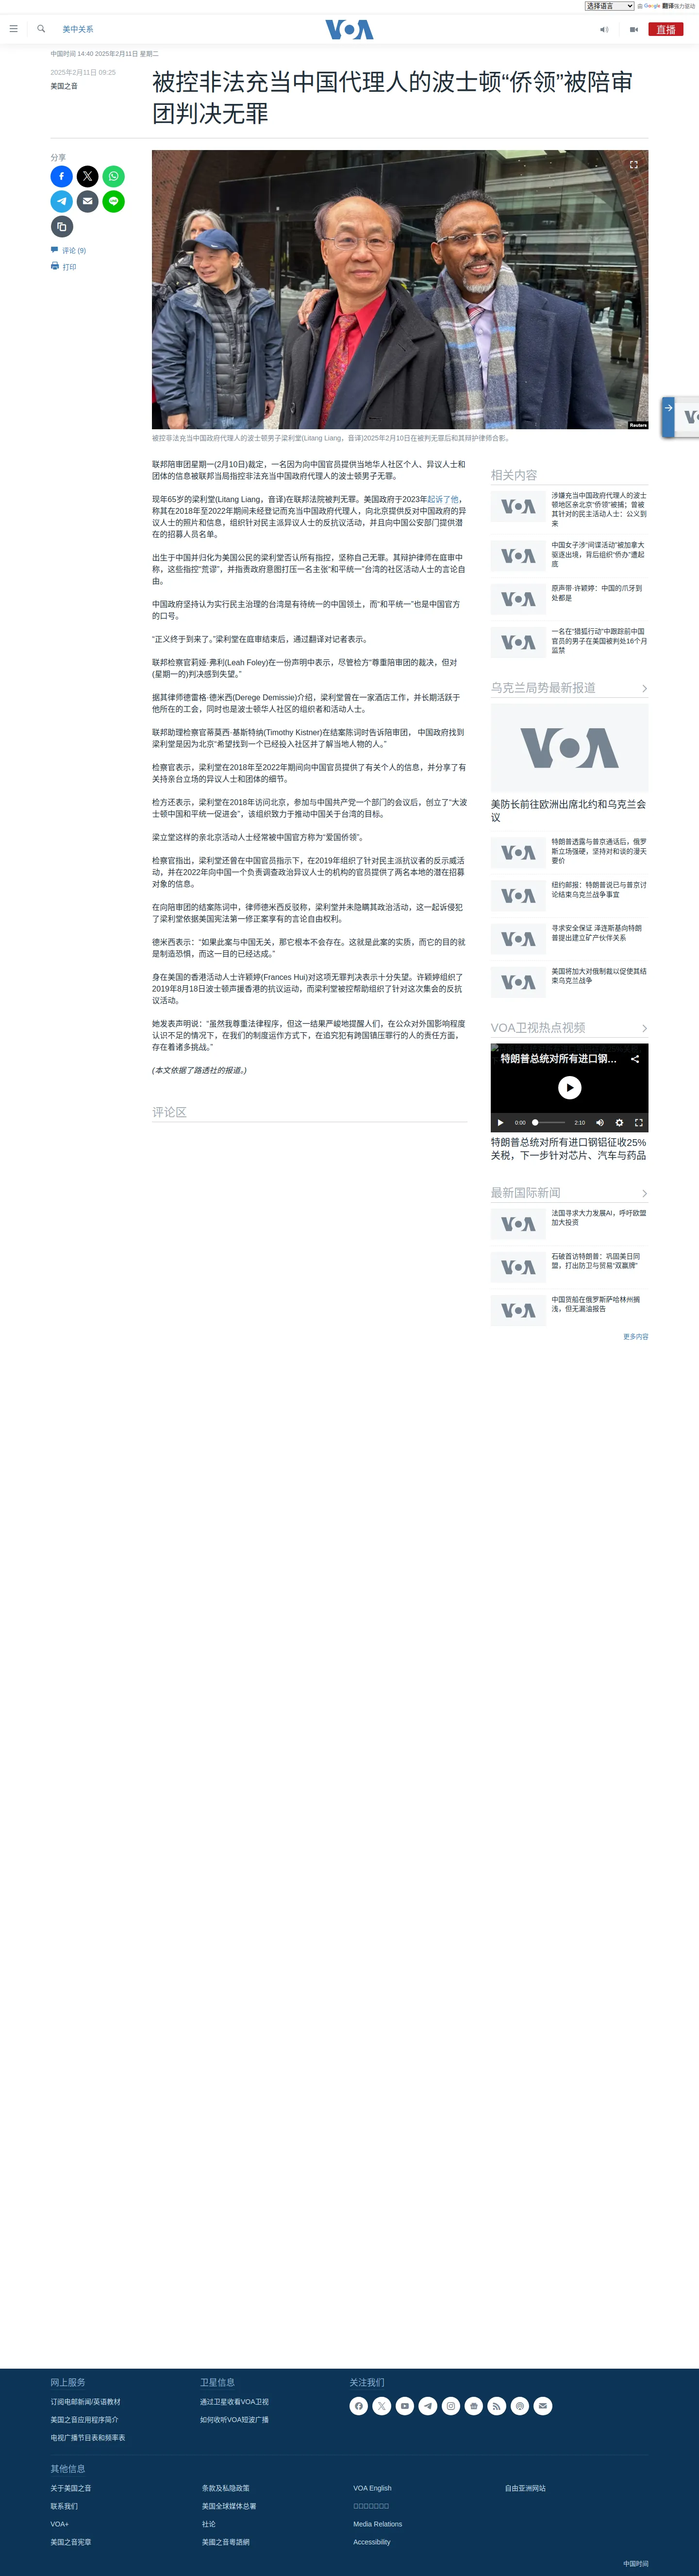 选择语言
由 Google 翻译强力驱动
美中关系
VOA
直播
中国时间 14:40 2025年2月11日 星期二
2025年2月11日 09:25
美国之音
被控非法充当中国代理人的波士顿“侨领”被陪审
团判决无罪
分享
评论 (9)
打印
Reuters
被控非法充当中国政府代理人的波士顿男子梁利堂(Litang Liang，音译)2025年2月10日在被判无罪后和其辩护律师合影。
联邦陪审团星期一(2月10日)裁定，一名因为向中国官员提供当地华人社区个人、异议人士和
团体的信息被联邦当局指控非法充当中国政府代理人的波士顿男子无罪。
现年65岁的梁利堂(Litang Liang，音译)在联邦法院被判无罪。美国政府于2023年起诉了他，
称其在2018年至2022年期间未经登记而充当中国政府代理人，向北京提供反对中国政府的异
议人士的照片和信息，组织针对民主派异议人士的反抗议活动，并且向中国公安部门提供潜
在的招募人员名单。
出生于中国并归化为美国公民的梁利堂否认所有指控，坚称自己无罪。其辩护律师在庭审中
称，这些指控“荒谬”，并指责政府意图打压一名主张“和平统一”台湾的社区活动人士的言论自
由。
中国政府坚持认为实行民主治理的台湾是有待统一的中国领土，而“和平统一”也是中国官方
的口号。
“正义终于到来了。”梁利堂在庭审结束后，通过翻译对记者表示。
联邦检察官莉娅·弗利(Leah Foley)在一份声明中表示，尽管检方“尊重陪审团的裁决，但对
(星期一的)判决感到失望。”
据其律师德雷格·德米西(Derege Demissie)介绍，梁利堂曾在一家酒店工作，并长期活跃于
他所在的工会，同时也是波士顿华人社区的组织者和活动人士。
联邦助理检察官蒂莫西·基斯特纳(Timothy Kistner)在结案陈词时告诉陪审团， 中国政府找到
梁利堂是因为北京“希望找到一个已经投入社区并了解当地人物的人。”
检察官表示，梁利堂在2018年至2022年期间向中国官员提供了有关个人的信息，并分享了有
关持亲台立场的异议人士和团体的细节。
检方还表示，梁利堂在2018年访问北京，参加与中国共产党一个部门的会议后，创立了“大波
士顿中国和平统一促进会”，该组织致力于推动中国关于台湾的目标。
梁立堂这样的亲北京活动人士经常被中国官方称为“爱国侨领”。
检察官指出，梁利堂还曾在中国官员指示下，在2019年组织了针对民主派抗议者的反示威活
动，并在2022年向中国一个负责调查政治异议人士的机构的官员提供了两名本地的潜在招募
对象的信息。
在向陪审团的结案陈词中，律师德米西反驳称，梁利堂并未隐瞒其政治活动，这一起诉侵犯
了梁利堂依据美国宪法第一修正案享有的言论自由权利。
德米西表示：“如果此案与中国无关，那它根本不会存在。这就是此案的实质，而它的目的就
是制造恐惧，而这一目的已经达成。”
身在美国的香港活动人士许颖婷(Frances Hui)对这项无罪判决表示十分失望。许颖婷组织了
2019年8月18日波士顿声援香港的抗议运动，而梁利堂被控帮助组织了针对这次集会的反抗
议活动。
她发表声明说：“虽然我尊重法律程序，但这一结果严峻地提醒人们，在公众对外国影响程度
认识不足的情况下，在我们的制度运作方式下，在追究犯有跨国镇压罪行的人的责任方面，
存在着诸多挑战。”
(本文依据了路透社的报道。)
评论区
相关内容
VOA
涉嫌充当中国政府代理人的波士
顿地区亲北京“侨领”被捕；曾被
其针对的民主活动人士：公义到
来
VOA
中国女子涉“间谍活动”被加拿大
驱逐出境，背后组织“侨办”遭起
底
VOA
原声带·许颖婷：中国的爪牙到
处都是
VOA
一名在“猎狐行动”中跟踪前中国
官员的男子在美国被判处16个月
监禁
乌克兰局势最新报道
VOA
美防长前往欧洲出席北约和乌克兰会
议
VOA
特朗普透露与普京通话后，俄罗
斯立场强硬，坚持对和谈的漫天
要价
VOA
纽约邮报：特朗普说已与普京讨
论结束乌克兰战争事宜
VOA
寻求安全保证 泽连斯基向特朗
普提出建立矿产伙伴关系
VOA
美国将加大对俄制裁以促使其结
束乌克兰战争
VOA卫视热点视频
特朗普总统对所有进口钢…
0:00
2:10
特朗普总统对所有进口钢铝征收25%
关税，下一步针对芯片、汽车与药品
最新国际新闻
VOA
法国寻求大力发展AI，呼吁欧盟
加大投资
VOA
石破首访特朗普：巩固美日同
盟，打出防卫与贸易“双赢牌”
VOA
中国货船在俄罗斯萨哈林州搁
浅，但无漏油报告
更多内容
网上服务
订阅电邮新闻/英语教材
美国之音应用程序简介
电视广播节目表和频率表
卫星信息
通过卫星收看VOA卫视
如何收听VOA短波广播
关注我们
其他信息
关于美国之音
条款及私隐政策
VOA English
自由亚洲网站
联系我们
美国全球媒体总署
VOA+
社论
Media Relations
美国之音宪章
美國之音粵語網
Accessibility
中国时间